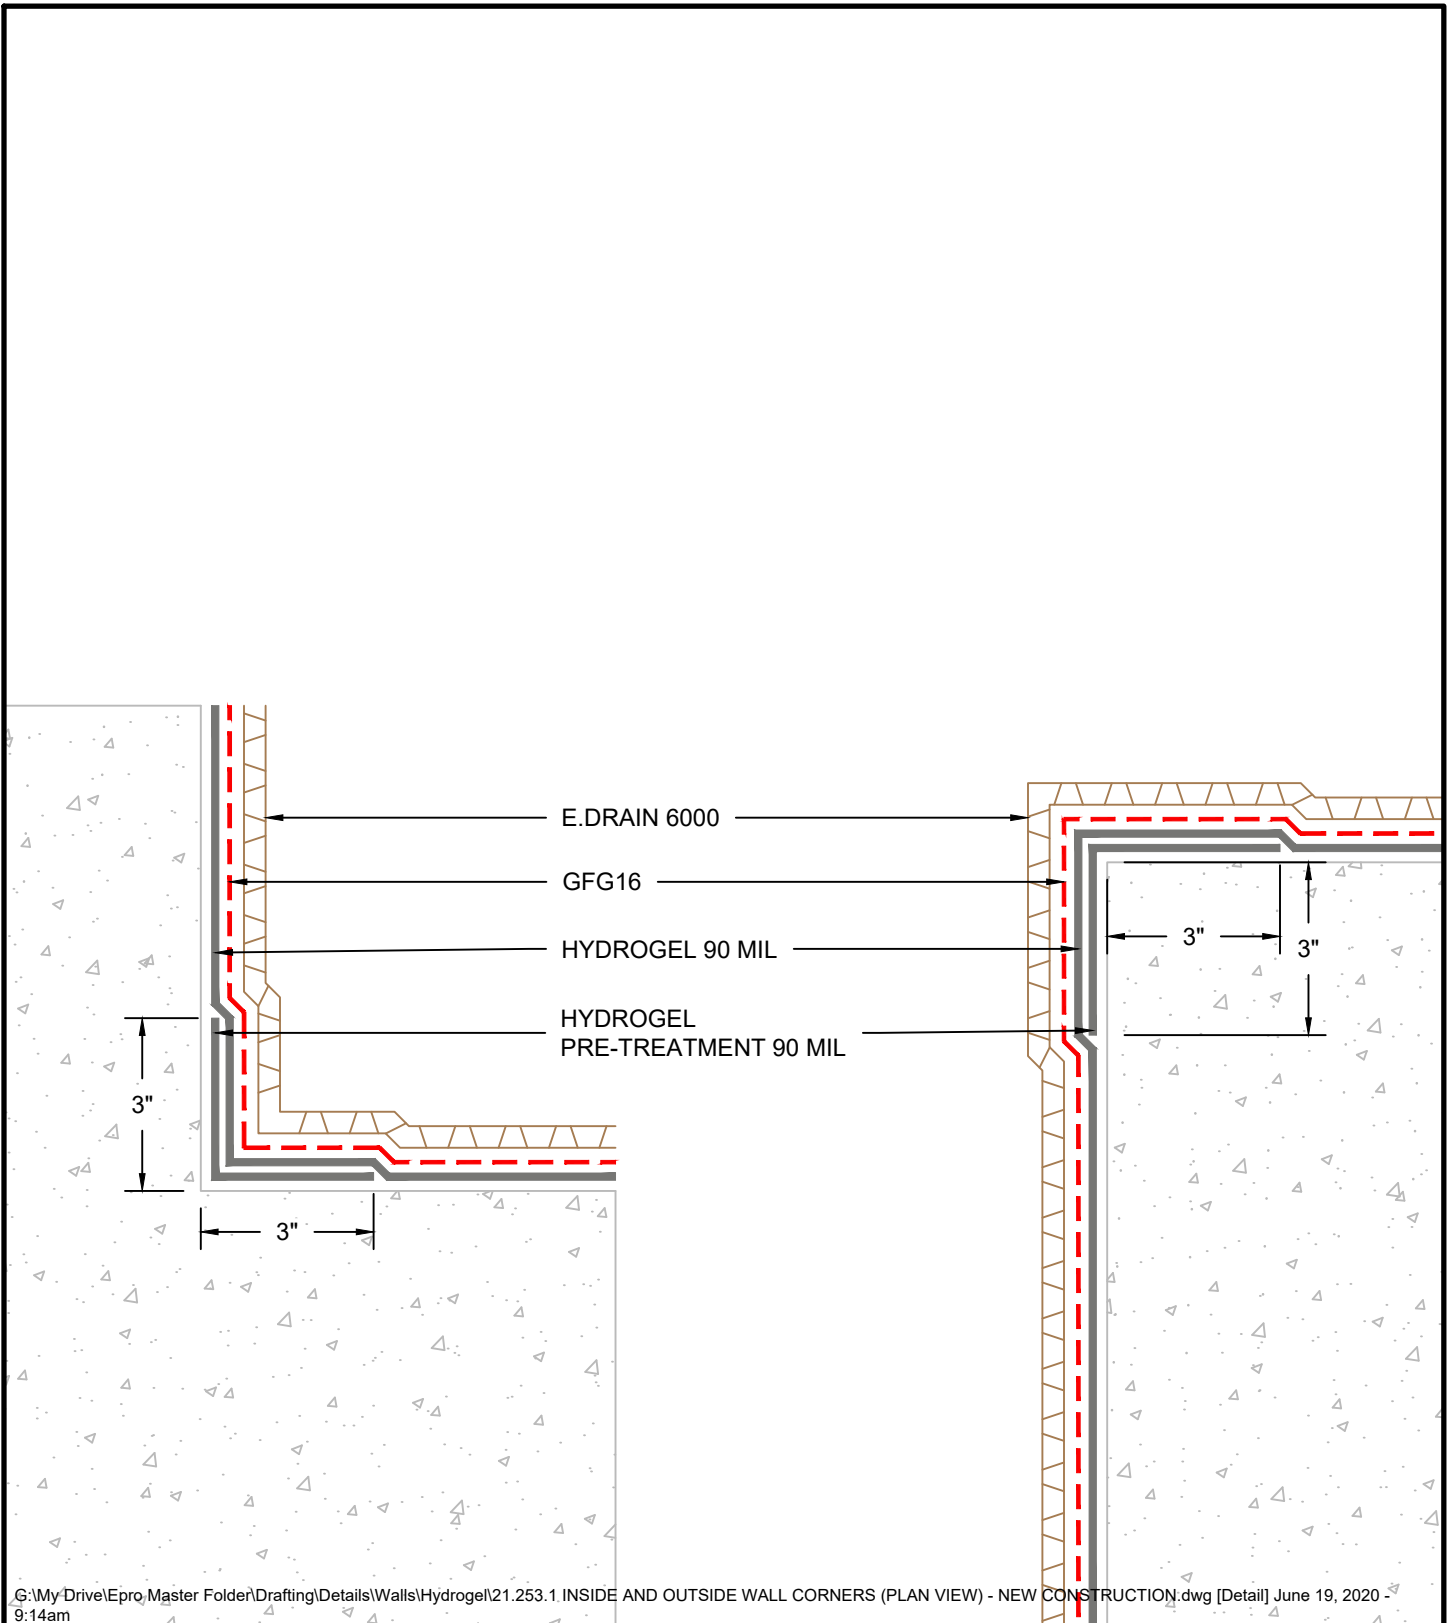 E.DRAIN 6000
GFG16
HYDROGEL 90 MIL
3"
3"
HYDROGEL
PRE-TREATMENT 90 MIL
3"
3"
G:\My Drive\Epro Master Folder\Drafting\Details\Walls\Hydrogel\21.253.1 INSIDE AND OUTSIDE WALL CORNERS (PLAN VIEW) - NEW CONSTRUCTION.dwg [Detail] June 19, 2020 -
9:14am